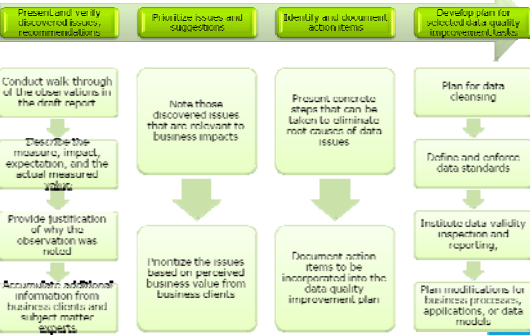 Present and verify
discovered issues,
recommendations
Prioritize issues and
suggestions
Identify and document
action items
Develop plan for
selected data quality
improvement tasks
Conduct walk-through
of the observations in
the draft report
Describe the
measure, impact,
expectation, and the
actual measured
value;
Provide justification
of why the
observation was
noted
Accumulate additional
information from
business clients and
subject matter
experts
Note those
discovered issues
that are relevant to
business impacts
Prioritize the issues
based on perceived
business value from
business clients
Present concrete
steps that can be
taken to eliminate
root causes of data
issues
Document action
items to be
incorporated into the
data quality
improvement plan
Plan for data
cleansing
Define and enforce
data standards
Institute data validity
inspection and
reporting,
Plan modifications for
business processes,
applications, or data
models